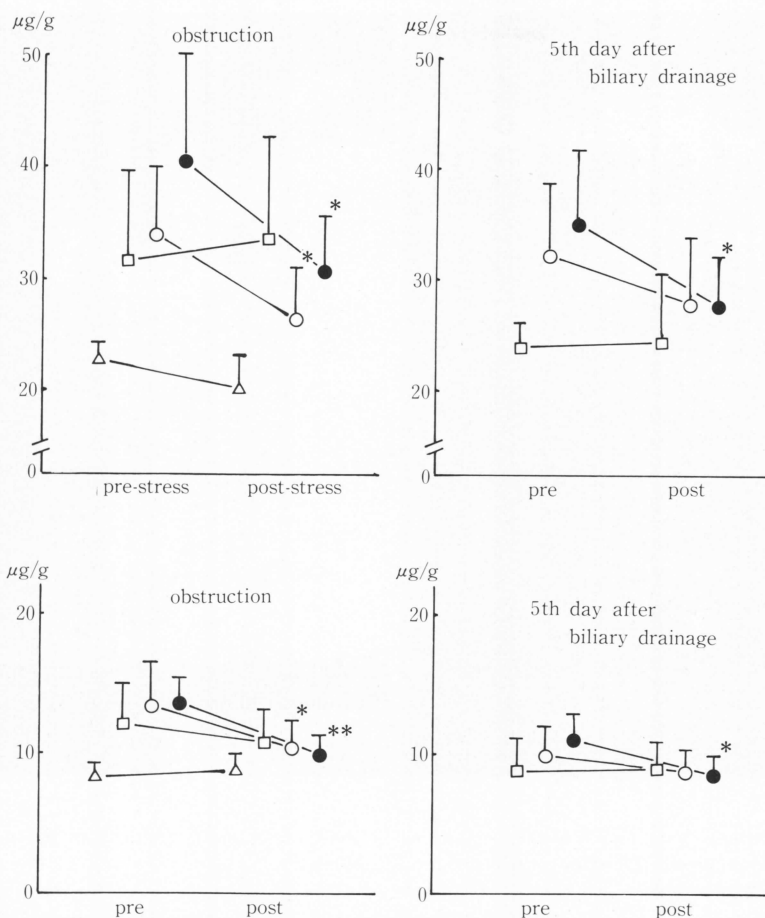 μg/g
obstruction
50
40
30
20
0
*
*
pre-stress
post-stress
μg/g
5th day after
biliary drainage
50
40
30
20
0
*
pre
post
μg/g
obstruction
20
10
0
*
**
pre
post
μg/g
5th day after
biliary drainage
20
10
0
*
pre
post